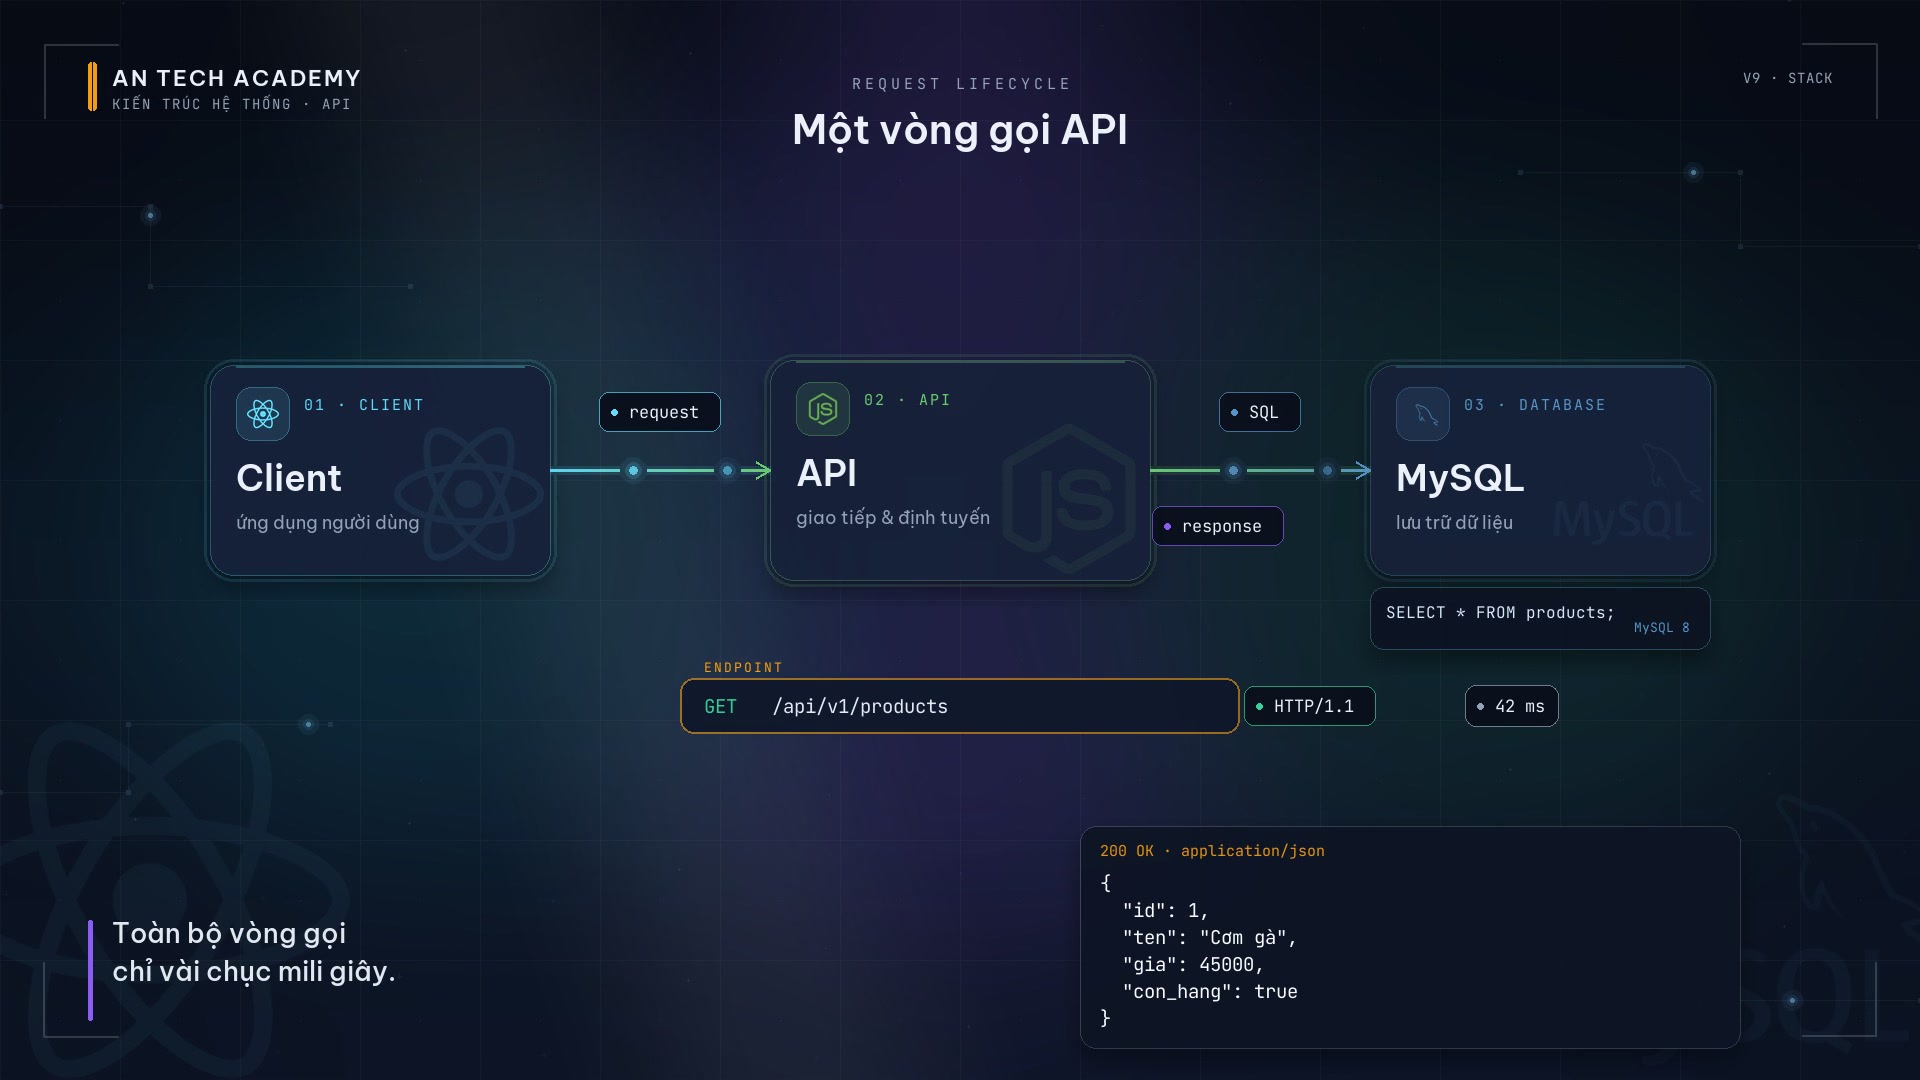 AN TECH ACADEMY
KIẾN TRÚC HỆ THỐNG · API
REQUEST LIFECYCLE
Một vòng gọi API
V9 · STACK
01 · CLIENT
Client
ứng dụng người dùng
request
02 · API
API
giao tiếp & định tuyến
JS
JS
SQL
response
03 · DATABASE
MySQL
lưu trữ dữ liệu
MySQL
SELECT * FROM products;
MySQL 8
ENDPOINT
GET /api/v1/products
HTTP/1.1
42 ms
200 OK · application/json
{
"id": 1,
"ten": "Cơm gà",
"gia": 45000,
"con_hang": true
}
Toàn bộ vòng gọi
chỉ vài chục mili giây.
SQL